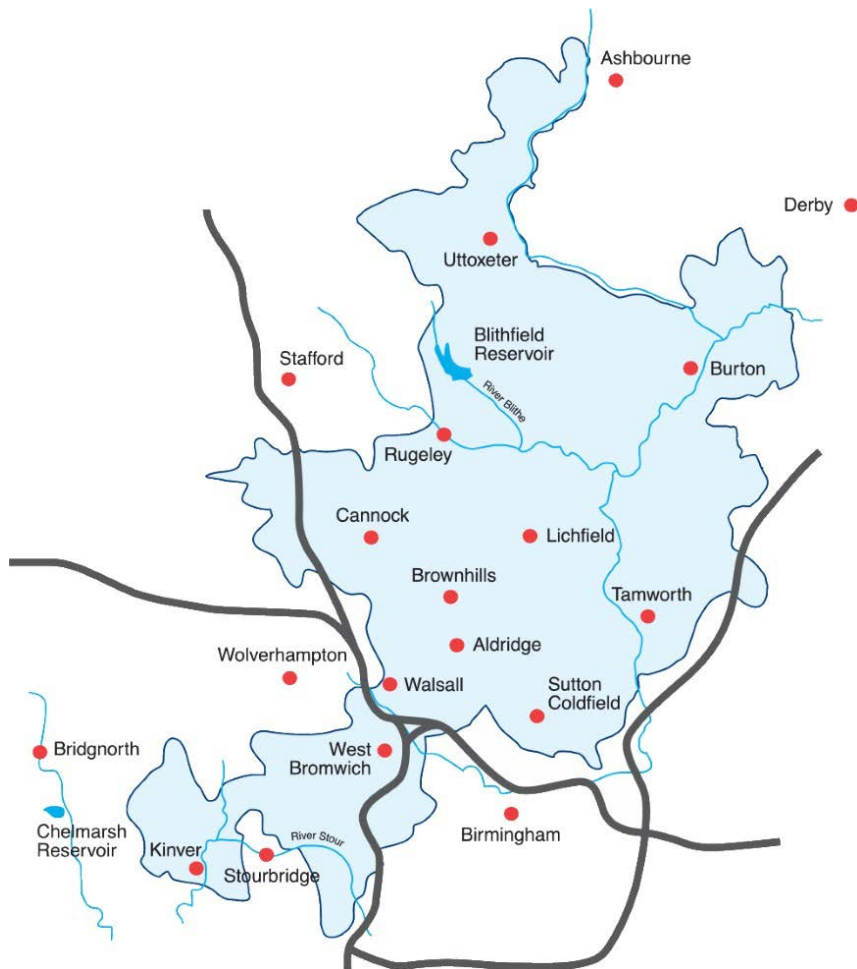 Ashbourne
Derby
Uttoxeter
Blithfield
Reservoir
Stafford
Burton
River Blithe
Rugeley
Cannock
Lichfield
Brownhills
Tamworth
Aldridge
Wolverhampton
Walsall
Sutton
Coldfield
Bridgnorth
West
Bromwich
Chelmarsh
Reservoir
Birmingham
River Stour
Kinver
Stourbridge